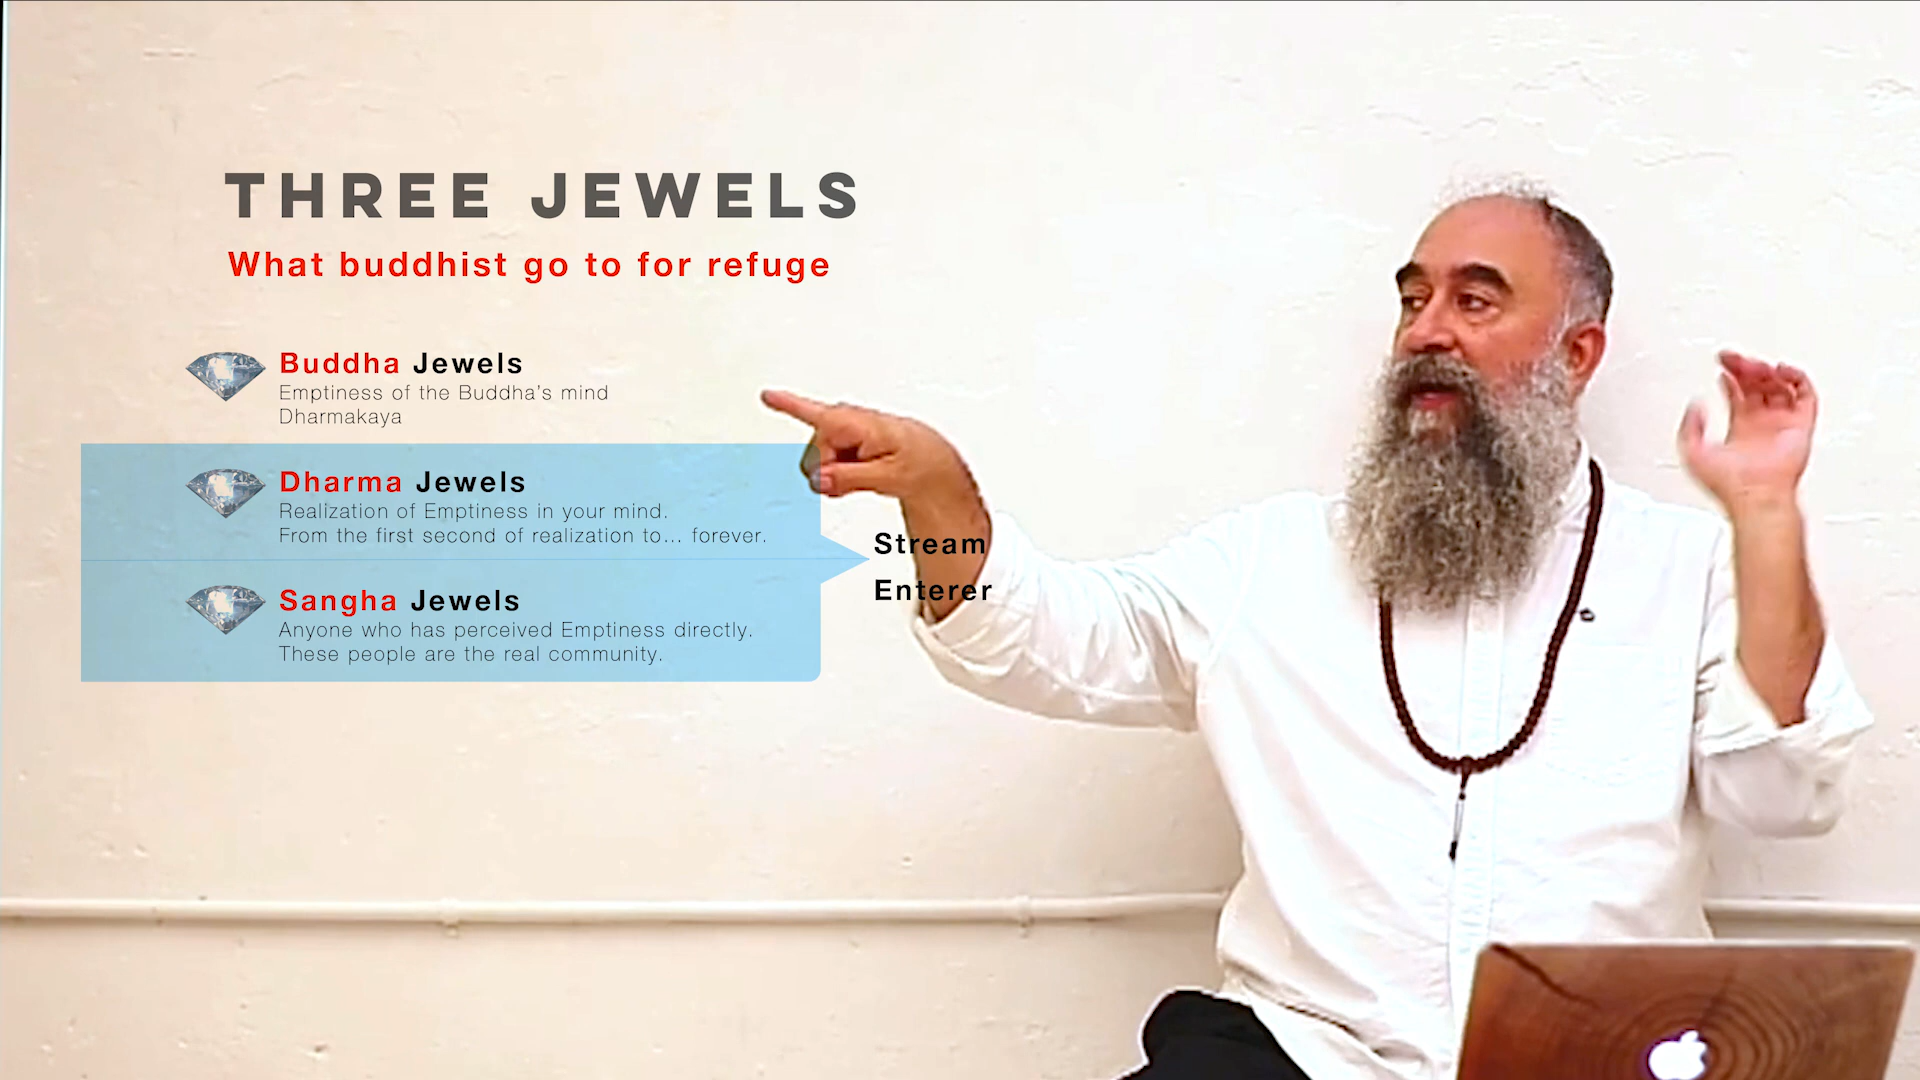 THREE JEWELS
What buddhist go to for refuge
Buddha Jewels
Emptiness of the Buddha's mind
Dharmakaya
Dharma Jewels
Realization of Emptiness in your mind.
From the first second of realization to... forever.
Sangha Jewels
Anyone who has perceived Emptiness directly.
These people are the real community.
Stream
Enterer